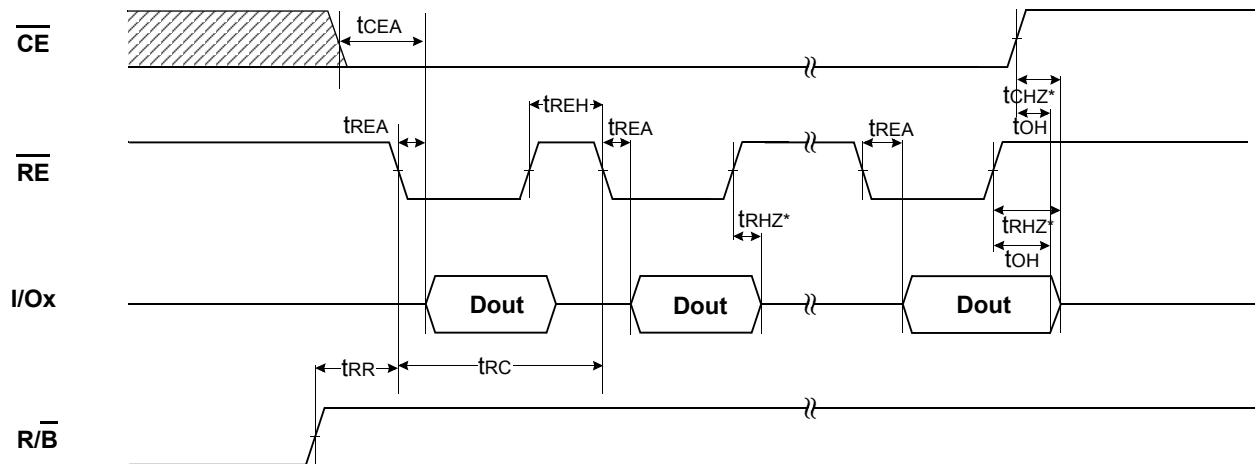 CE
tCEA
tCHZ*
tREH
tREA
tREA
tREA
tOH
RE
tRHZ*
tRHZ*
tOH
I/Ox
Dout
Dout
Dout
tRR
tRC
R/B